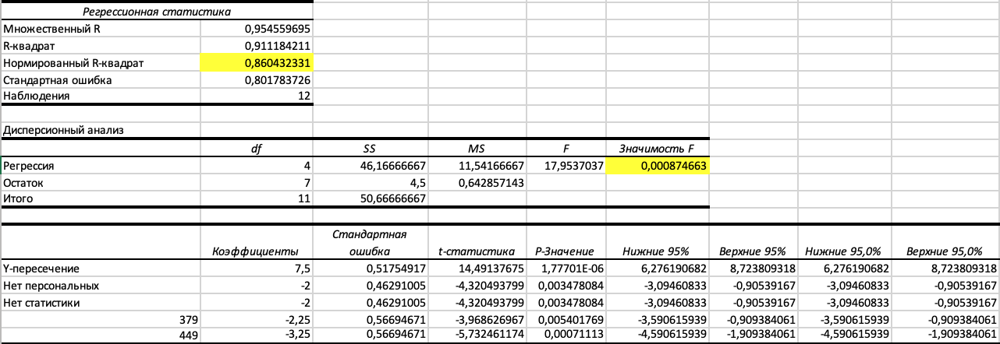 Регрессионная статистика
Множественный R 0,954559695
R-квадрат 0,911184211
Нормированный R-квадрат 0,860432331
Стандартная ошибка 0,801783726
Наблюдения 12
Дисперсионный анализ
df SS MS F Значимость F
Регрессия 4 46,16666667 11,54166667 17,9537037 0,000874663
Остаток 7 4,5 0,642857143
Итого 11 50,66666667
Коэффициенты Стандартная ошибка t-статистика P-Значение Нижние 95% Верхние 95% Нижние 95,0% Верхние 95,0%
Y-пересечение 7,5 0,51754917 14,49137675 1,77701E-06 6,276190682 8,723809318 6,276190682 8,723809318
Нет персональных -2 0,46291005 -4,320493799 0,003478084 -3,09460833 -0,90539167 -3,09460833 -0,90539167
Нет статистики -2 0,46291005 -4,320493799 0,003478084 -3,09460833 -0,90539167 -3,09460833 -0,90539167
379 -2,25 0,56694671 -3,968626967 0,005401769 -3,590615939 -0,909384061 -3,590615939 -0,909384061
449 -3,25 0,56694671 -5,732461174 0,00071113 -4,590615939 -1,909384061 -4,590615939 -1,909384061